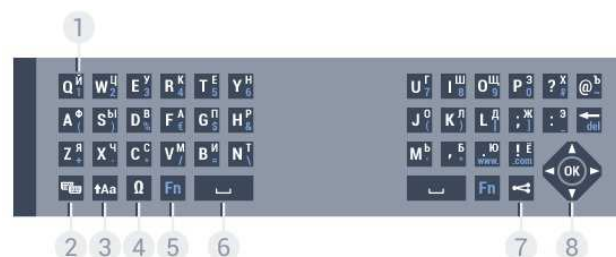 1
Q Й 1 W Ц 2 E У 3 R К 4 T Е 5 Y Н 6 U Г 7 I Ш 8 O Щ 9 P З 0 ? Х @ Ъ
A Ф ( S Ы ) D В % F А € G П $ H Р & J О ( K Л ) L Д ; Ж : Э del
Z Я + X Ч - C С * V М / B И = N Т \ M Ь , Б . Ю www. ! Ё .com
Aa Ω Fn Fn OK
2 3 4 5 6 7 8